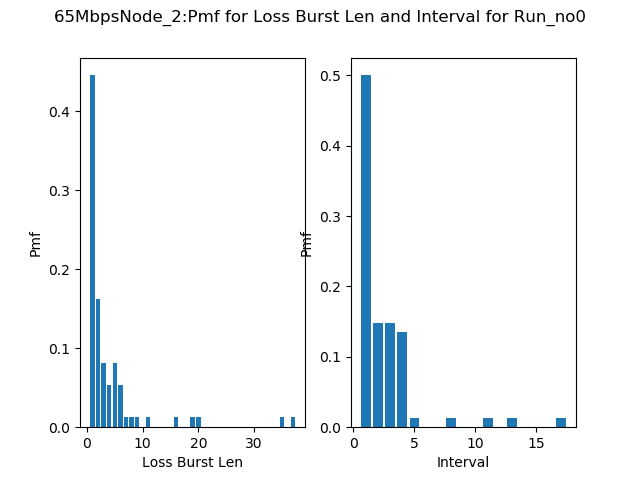 65MbpsNode_2:Pmf for Loss Burst Len and Interval for Run_no0
Pmf
0.4
0.3
0.2
0.1
0.0
0 10 20 30
Loss Burst Len
Pmf
0.5
0.4
0.3
0.2
0.1
0.0
0 5 10 15
Interval